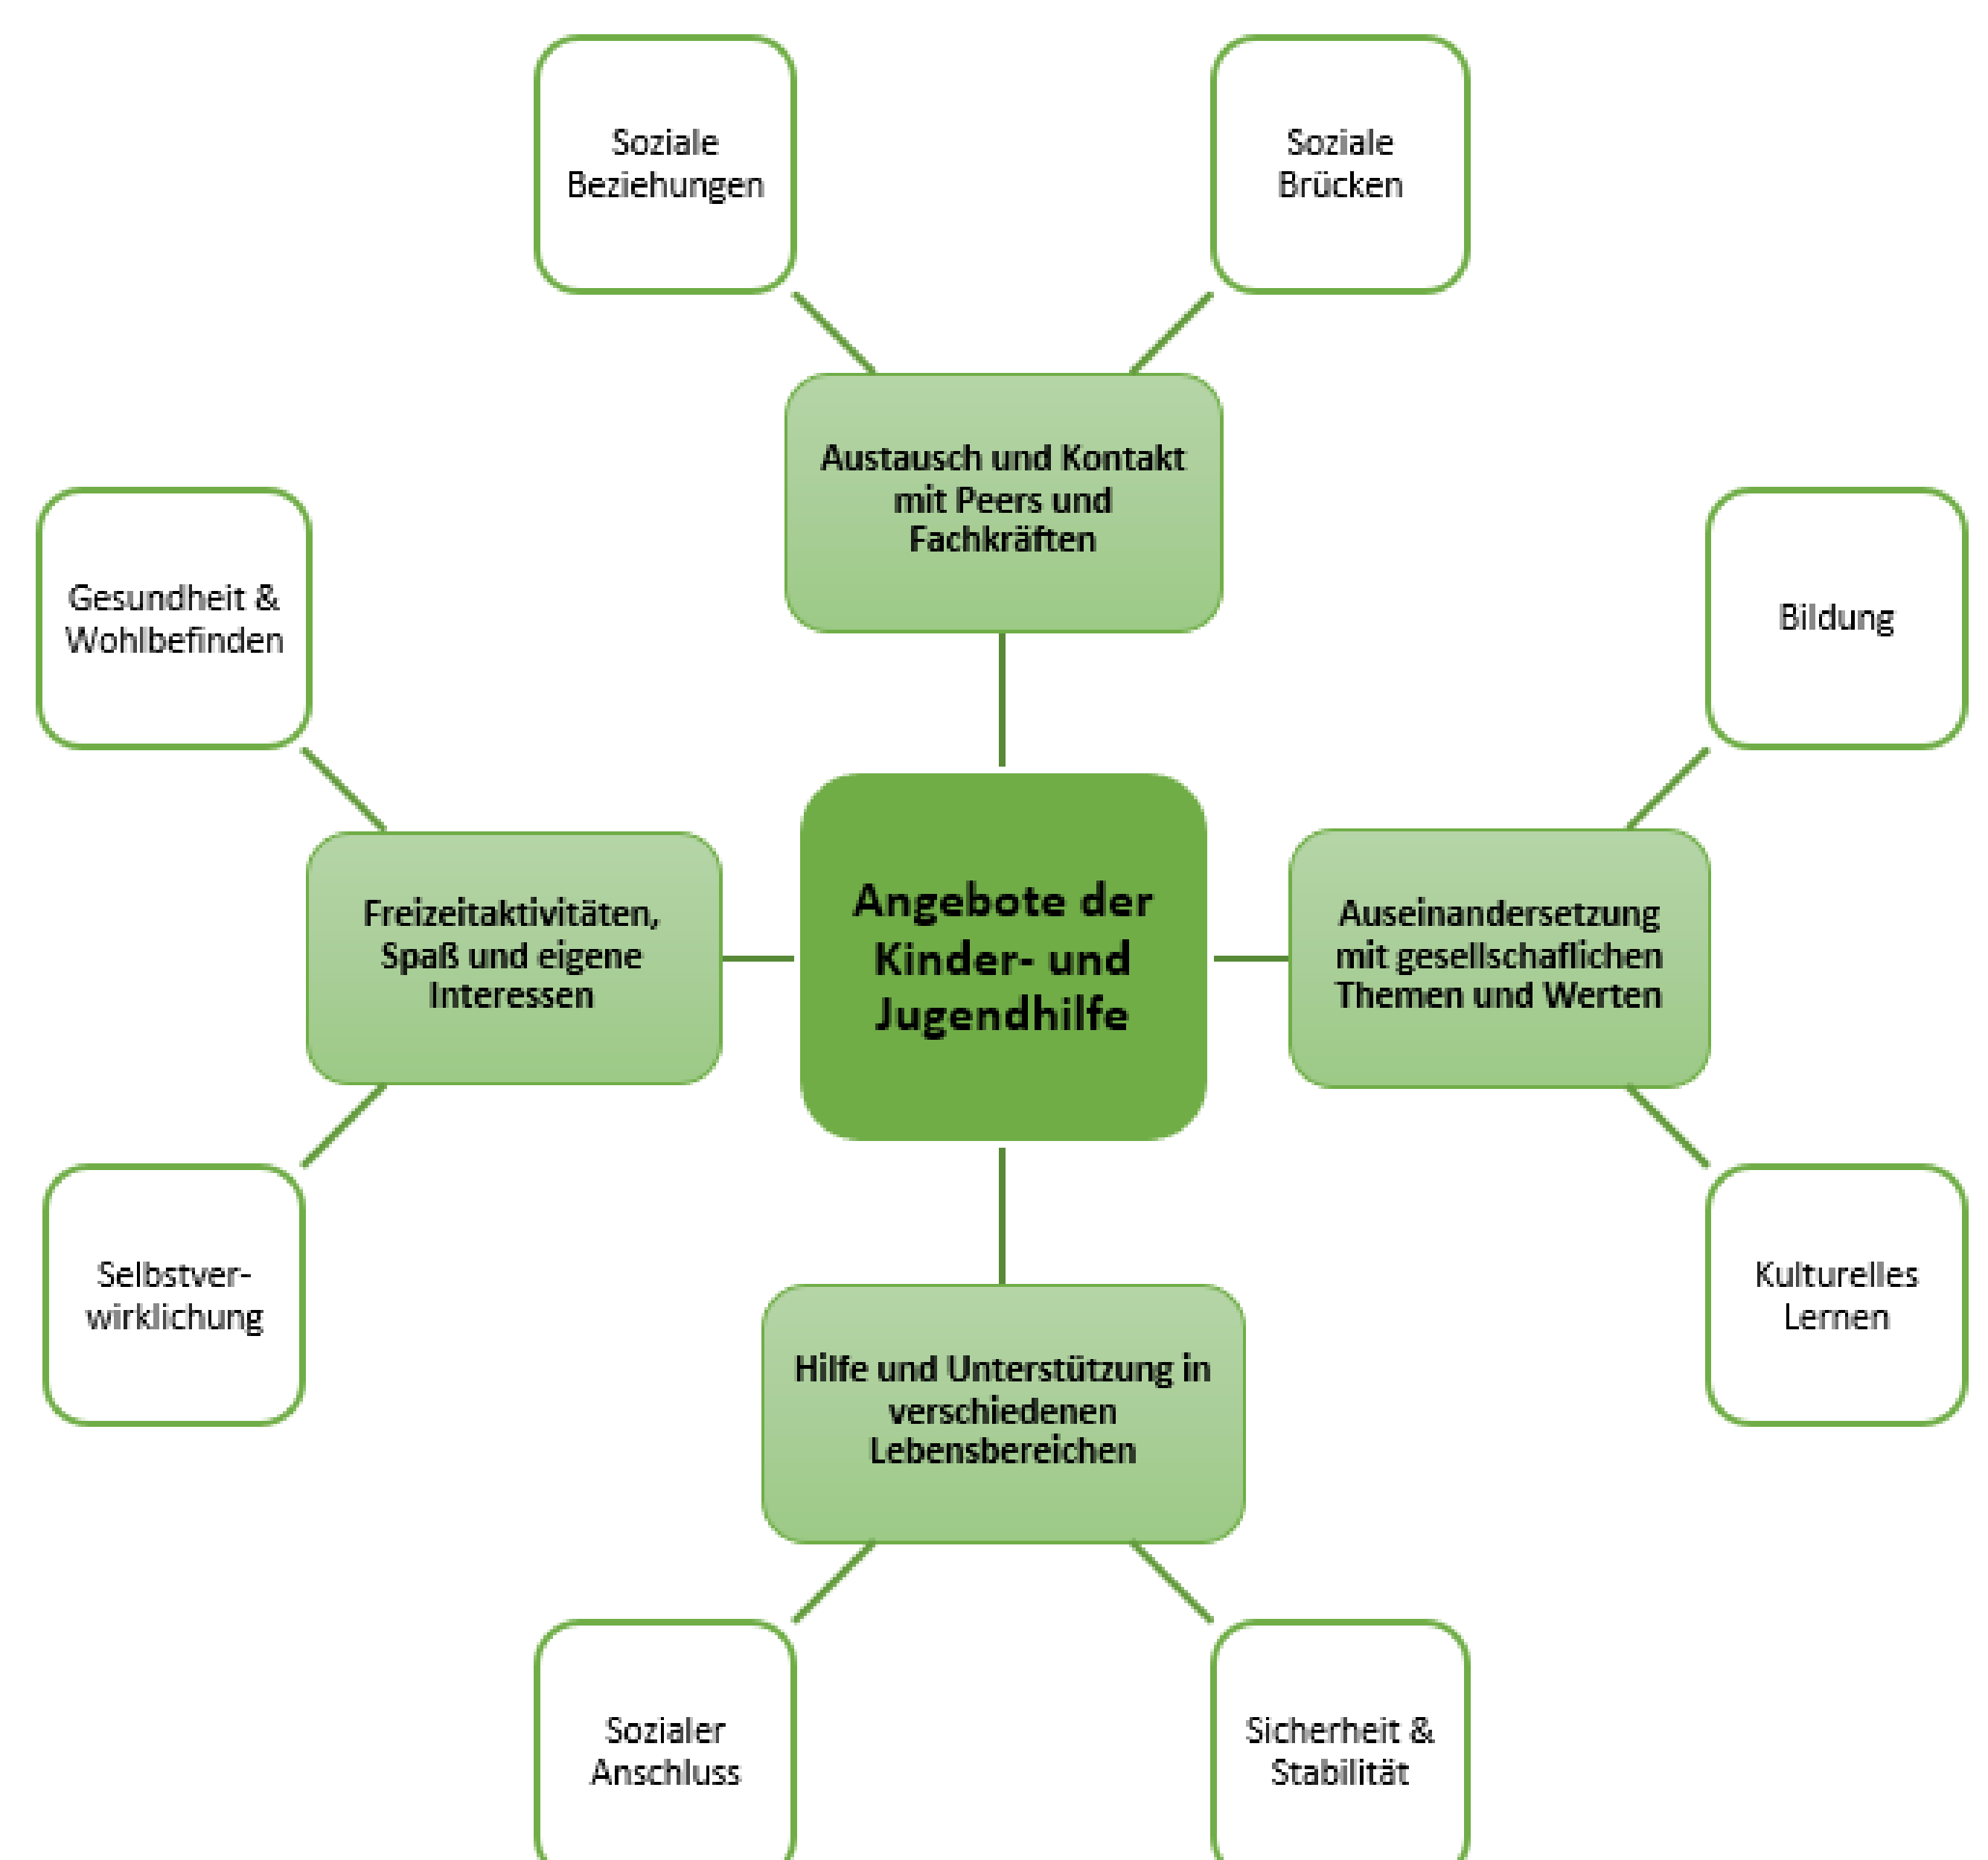 Soziale
Beziehungen
Soziale
Brücken
Austausch und Kontakt
mit Peers und
Fachkräften
Gesundheit &
Wohlbefinden
Bildung
Freizeitaktivitäten,
Spaß und eigene
Interessen
Angebote der
Kinder- und
Jugendhilfe
Auseinandersetzung
mit gesellschaflichen
Themen und Werten
Selbstver-
wirklichung
Kulturelles
Lernen
Hilfe und Unterstützung in
verschiedenen
Lebensbereichen
Sozialer
Anschluss
Sicherheit &
Stabilität